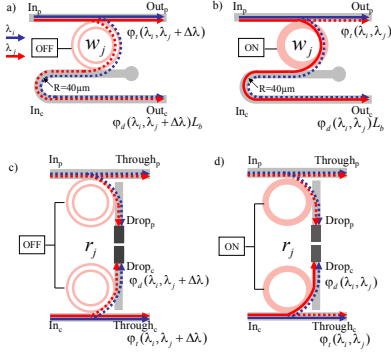 a)
In_p
Out_p
b)
In_p
Out_p
λ_i
λ_j
OFF
w_j
φ_t(λ_i, λ_j + Δλ)
ON
w_j
φ_t(λ_i, λ_j)
R=40μm
R=40μm
In_c
Out_c
φ_d(λ_i, λ_j + Δλ)L_b
In_c
Out_c
φ_d(λ_i, λ_j)L_b
c)
In_p
Through_p
d)
In_p
Through_p
OFF
r_j
Drop_p
Drop_c
φ_d(λ_i, λ_j + Δλ)
ON
r_j
Drop_p
Drop_c
φ_d(λ_i, λ_j)
In_c
Through_c
φ_t(λ_i, λ_j + Δλ)
In_c
Through_c
φ_t(λ_i, λ_j)